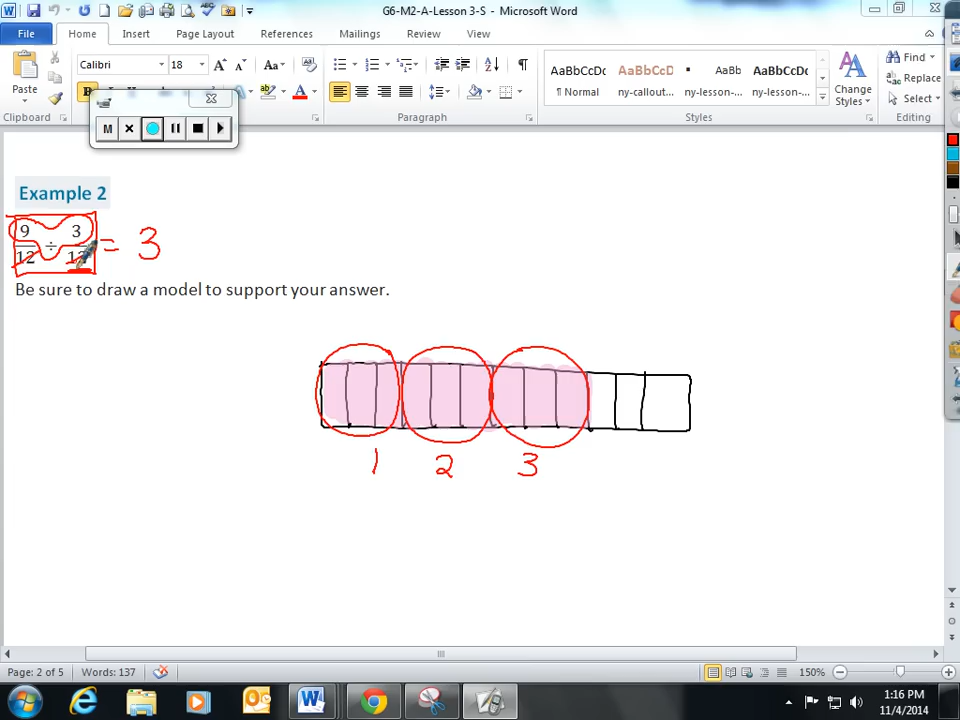 G6-M2-A-Lesson 3-S - Microsoft Word
File Home Insert Page Layout References Mailings Review View
Calibri 18 Aa
AaBbCcDc AaBbCcD AaBb AaBbCcDc
Find
Replace
Select
Paste
¶ Normal ny-callout... ny-lesson-... ny-lesson-...
Change
Styles
Clipboard Paragraph Styles Editing
M
Example 2
9 3
÷ = 3
12 12
Be sure to draw a model to support your answer.
1 2 3
Page: 2 of 5 Words: 137 150%
1:16 PM
11/4/2014